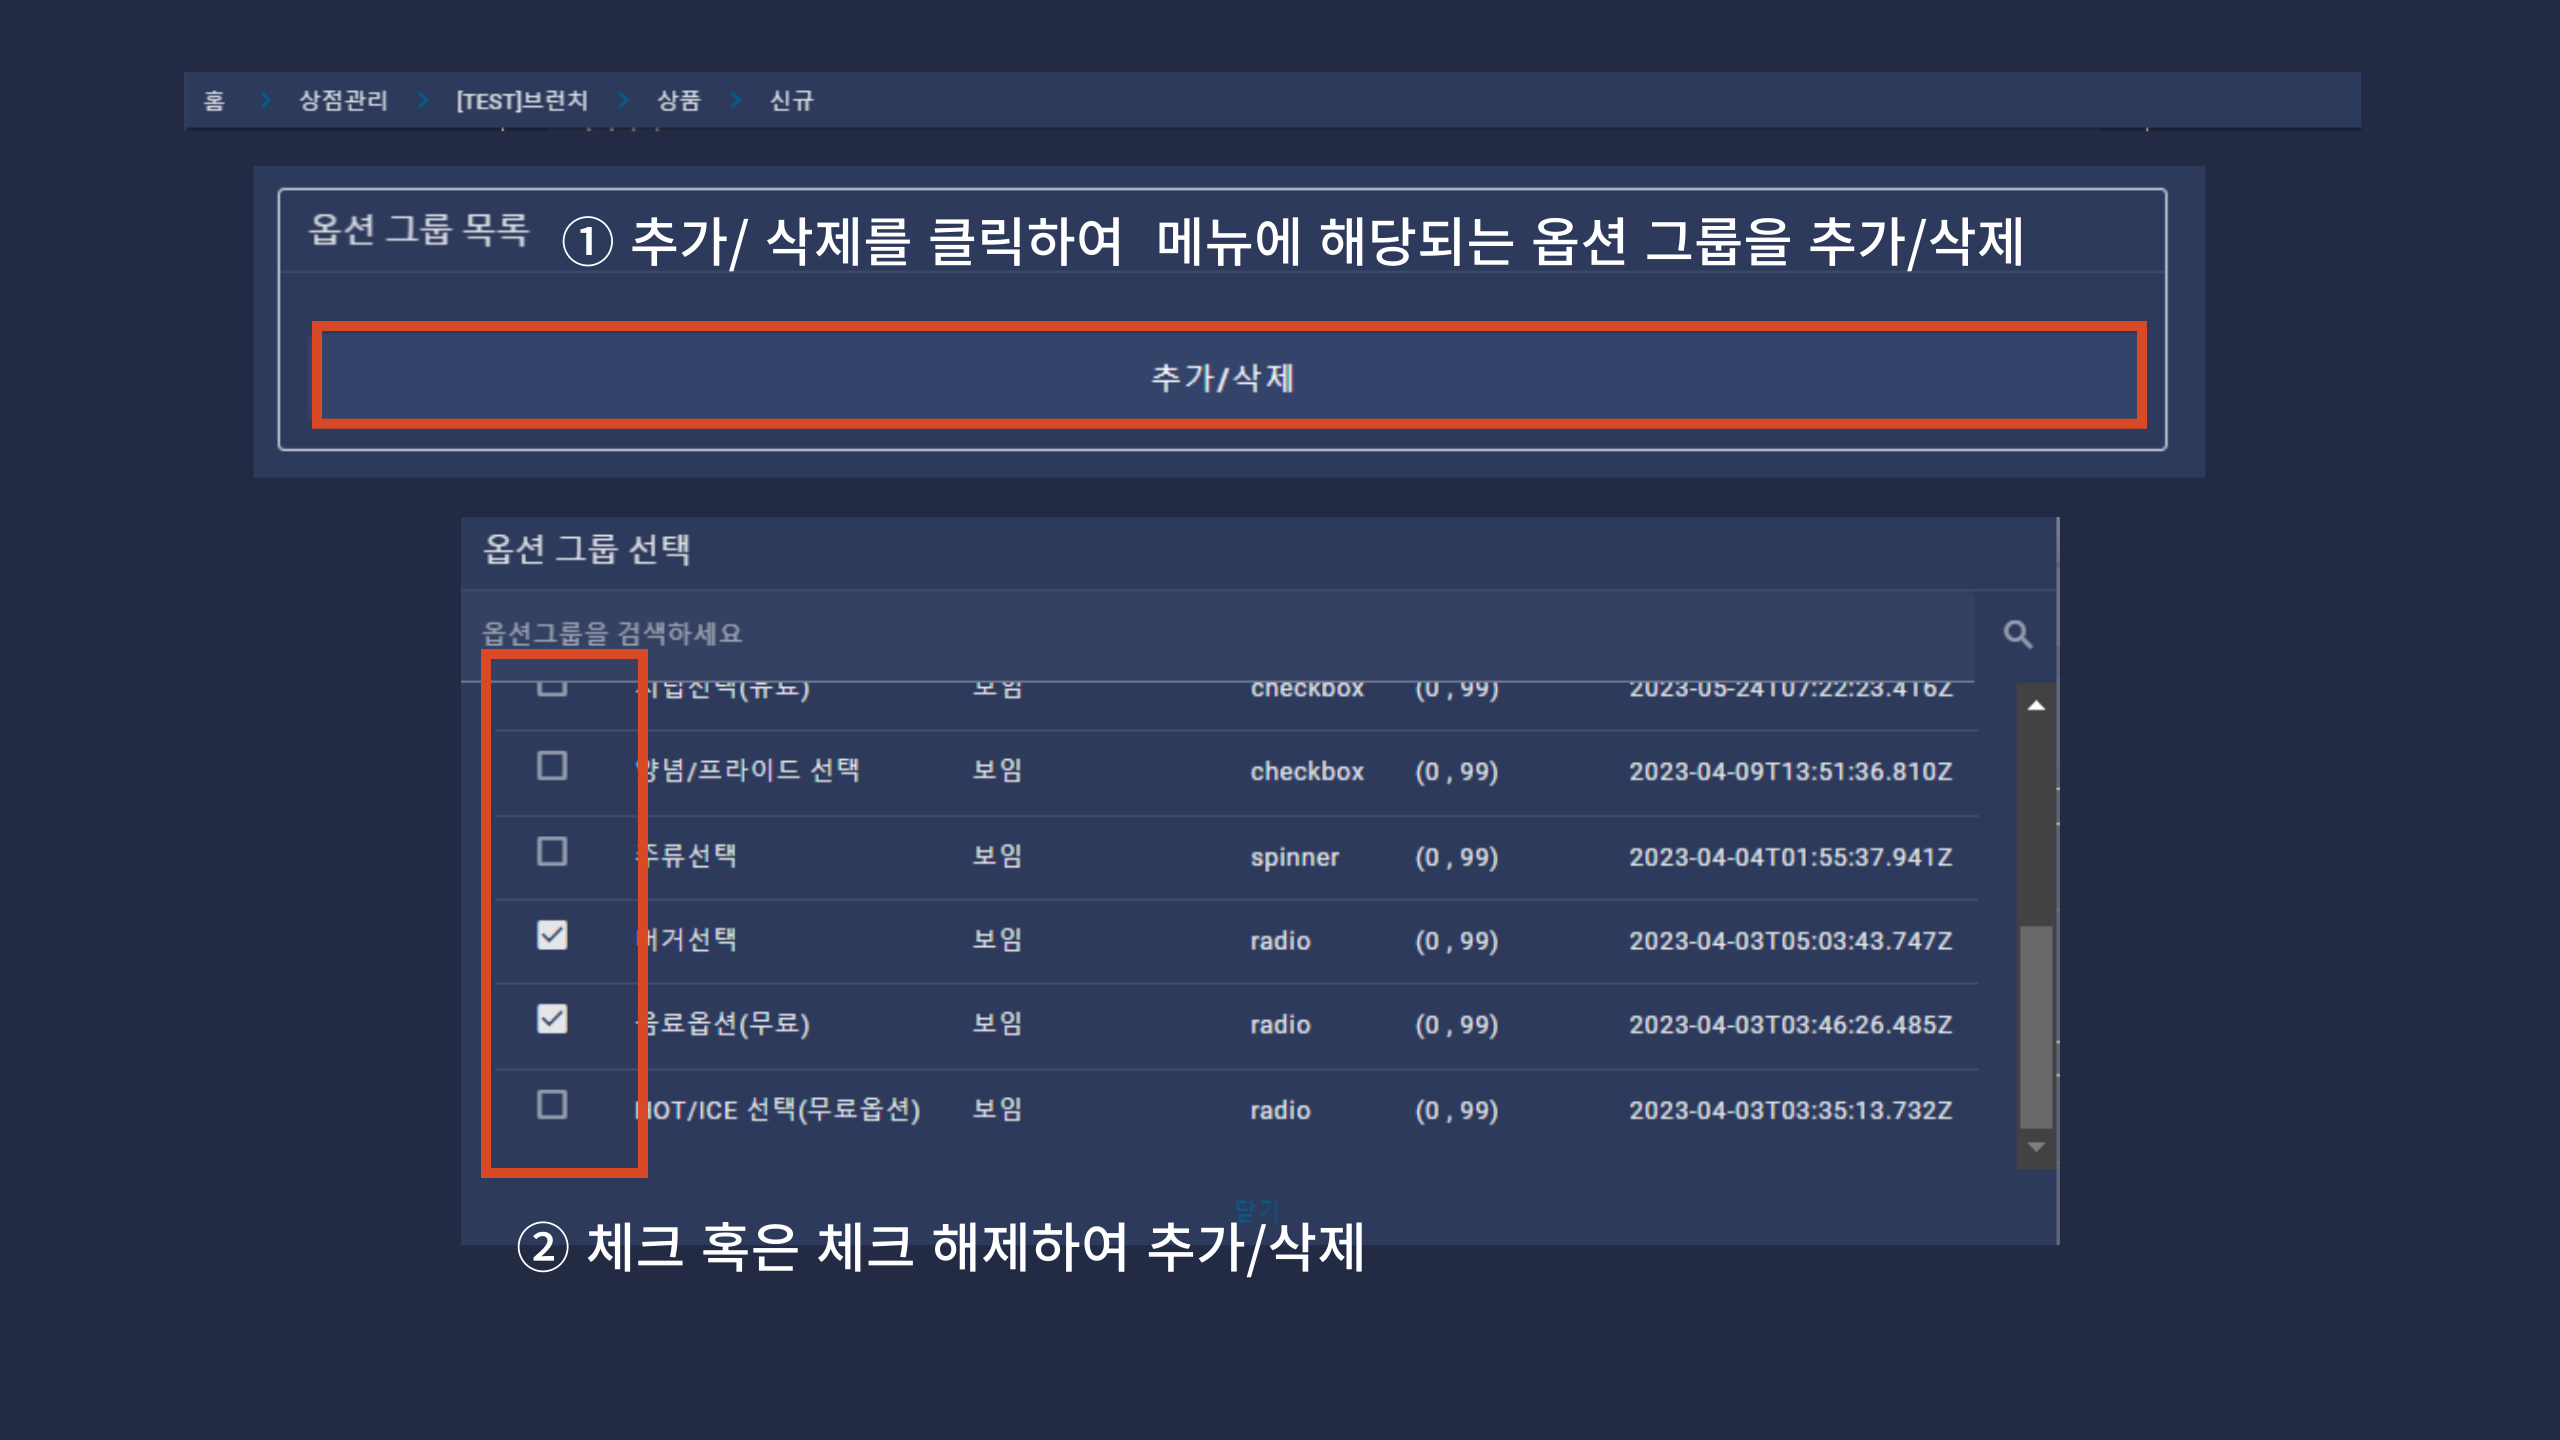 홈 > 상점관리 > [TEST]브런치 > 상품 > 신규
옵션 그룹 목록 ① 추가/ 삭제를 클릭하여 메뉴에 해당되는 옵션 그룹을 추가/삭제
추가/삭제
옵션 그룹 선택
옵션그룹을 검색하세요
보임 checkbox (0 , 99) 2023-05-24T07:22:23.416Z
양념/프라이드 선택 보임 checkbox (0 , 99) 2023-04-09T13:51:36.810Z
주류선택 보임 spinner (0 , 99) 2023-04-04T01:55:37.941Z
버거선택 보임 radio (0 , 99) 2023-04-03T05:03:43.747Z
음료옵션(무료) 보임 radio (0 , 99) 2023-04-03T03:46:26.485Z
HOT/ICE 선택(무료옵션) 보임 radio (0 , 99) 2023-04-03T03:35:13.732Z
닫기
② 체크 혹은 체크 해제하여 추가/삭제